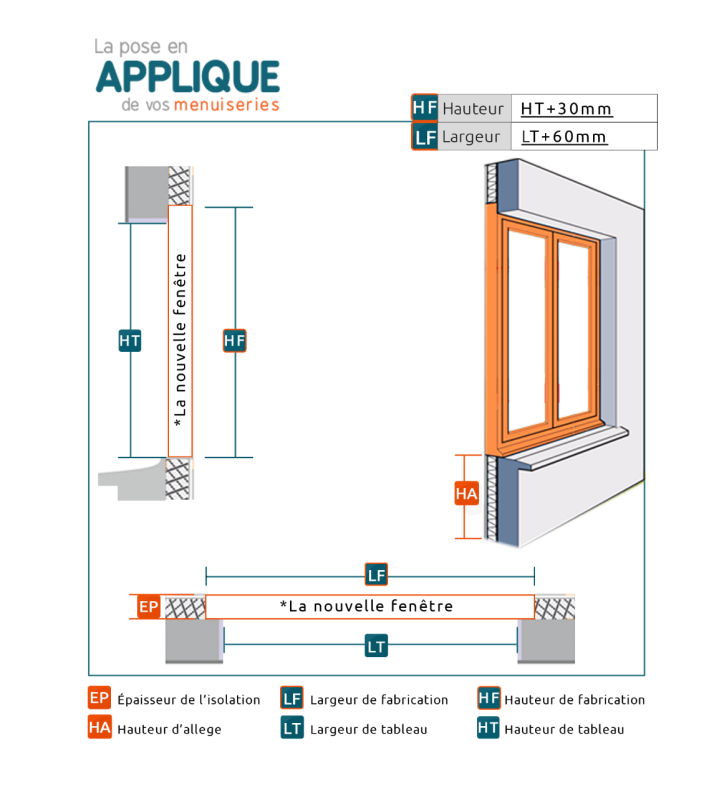 La pose en
APPLIQUE
de vos menuiseries
HF Hauteur HT+30mm
LF Largeur LT+60mm
*La nouvelle fenêtre
HT
HF
HA
LF
EP
*La nouvelle fenêtre
LT
EP Épaisseur de l'isolation
LF Largeur de fabrication
HF Hauteur de fabrication
HA Hauteur d'allege
LT Largeur de tableau
HT Hauteur de tableau